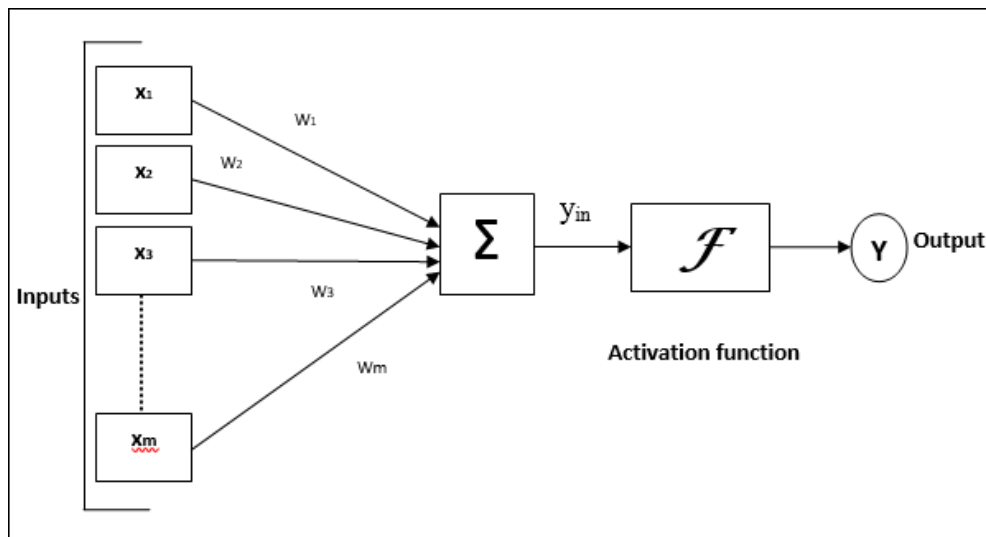 x1
w1
x2
w2
x3
w3
Inputs
Σ
yin
F
Y
Output
Activation function
wm
xm